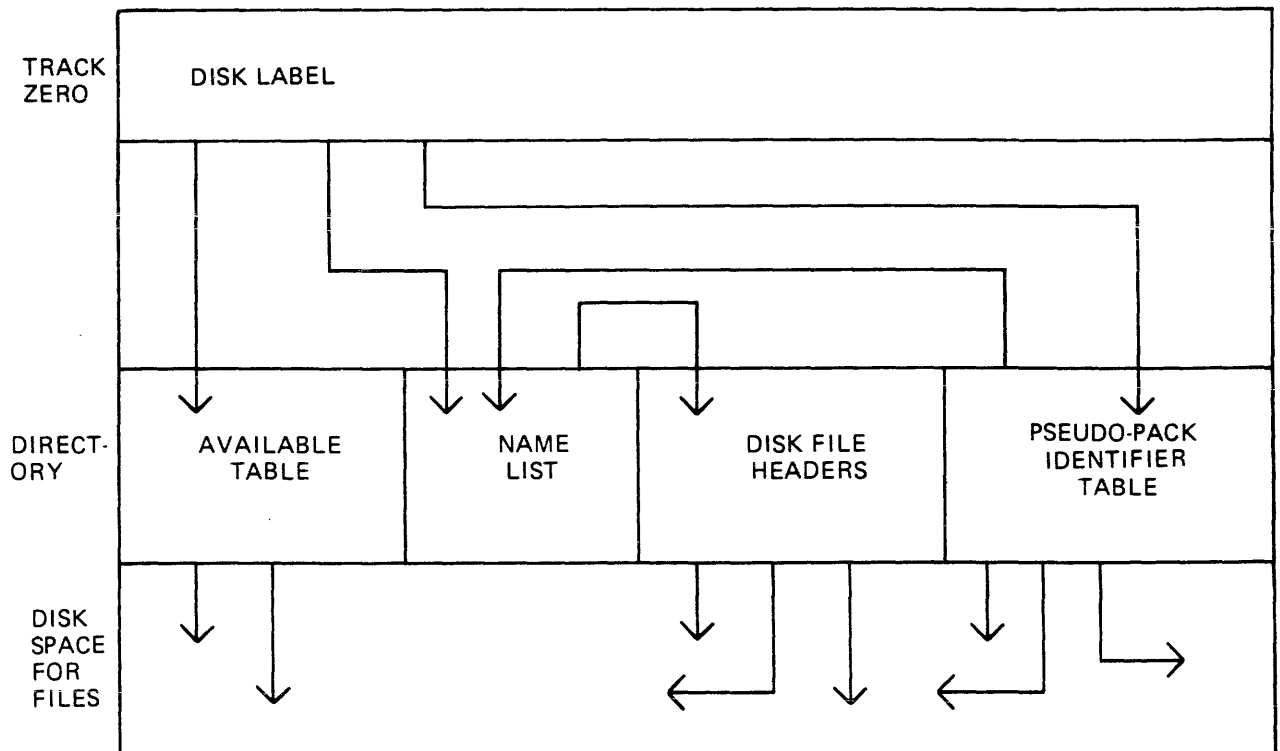 TRACK
ZERO
DISK LABEL
DIRECT-
ORY
AVAILABLE
TABLE
NAME
LIST
DISK FILE
HEADERS
PSEUDO-PACK
IDENTIFIER
TABLE
DISK
SPACE
FOR
FILES